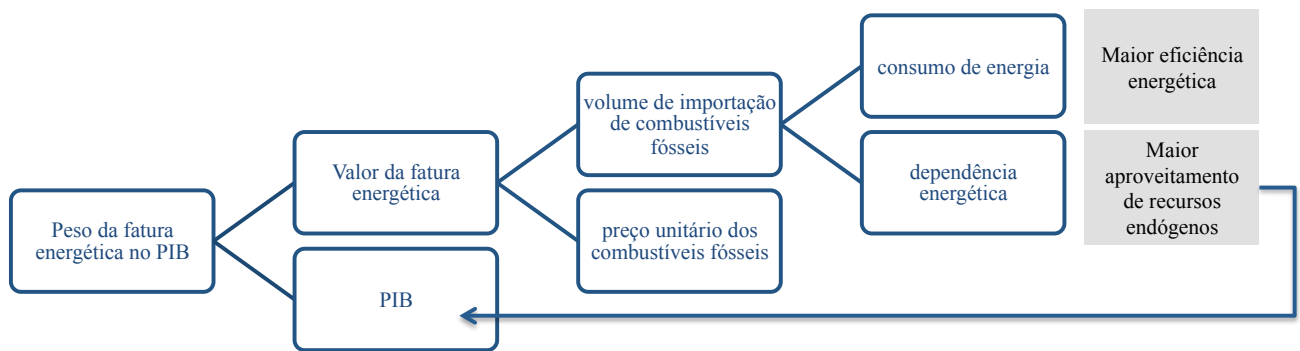 Peso da fatura
energética no PIB
Valor da fatura
energética
PIB
volume de importação
de combustíveis
fósseis
preço unitário dos
combustíveis fósseis
consumo de energia
dependência
energética
Maior eficiência
energética
Maior
aproveitamento
de recursos
endógenos